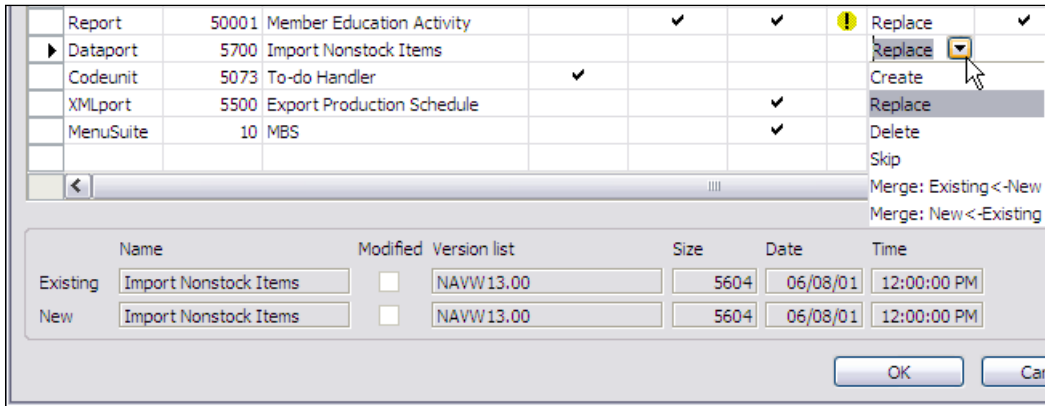 Report 50001 Member Education Activity Replace
Dataport 5700 Import Nonstock Items Replace
Codeunit 5073 To-do Handler Create
XMLport 5500 Export Production Schedule Replace
MenuSuite 10 MBS Delete
Skip
Merge: Existing<-New
Merge: New<-Existing
Name Modified Version list Size Date Time
Existing Import Nonstock Items NAVW13.00 5604 06/08/01 12:00:00 PM
New Import Nonstock Items NAVW13.00 5604 06/08/01 12:00:00 PM
OK Car